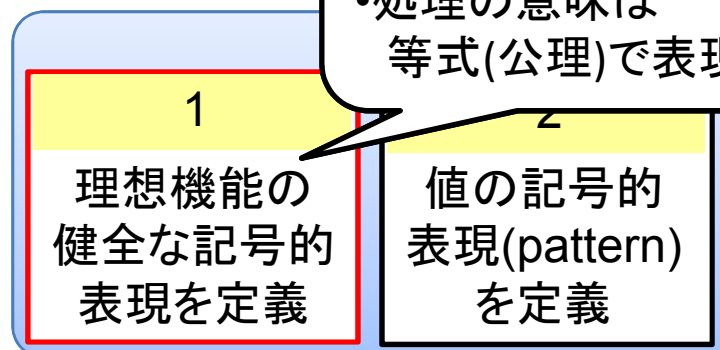 •処理の意味は
等式(公理)で表現
1
2
理想機能の
健全な記号的
表現を定義
値の記号的
表現(pattern)
を定義